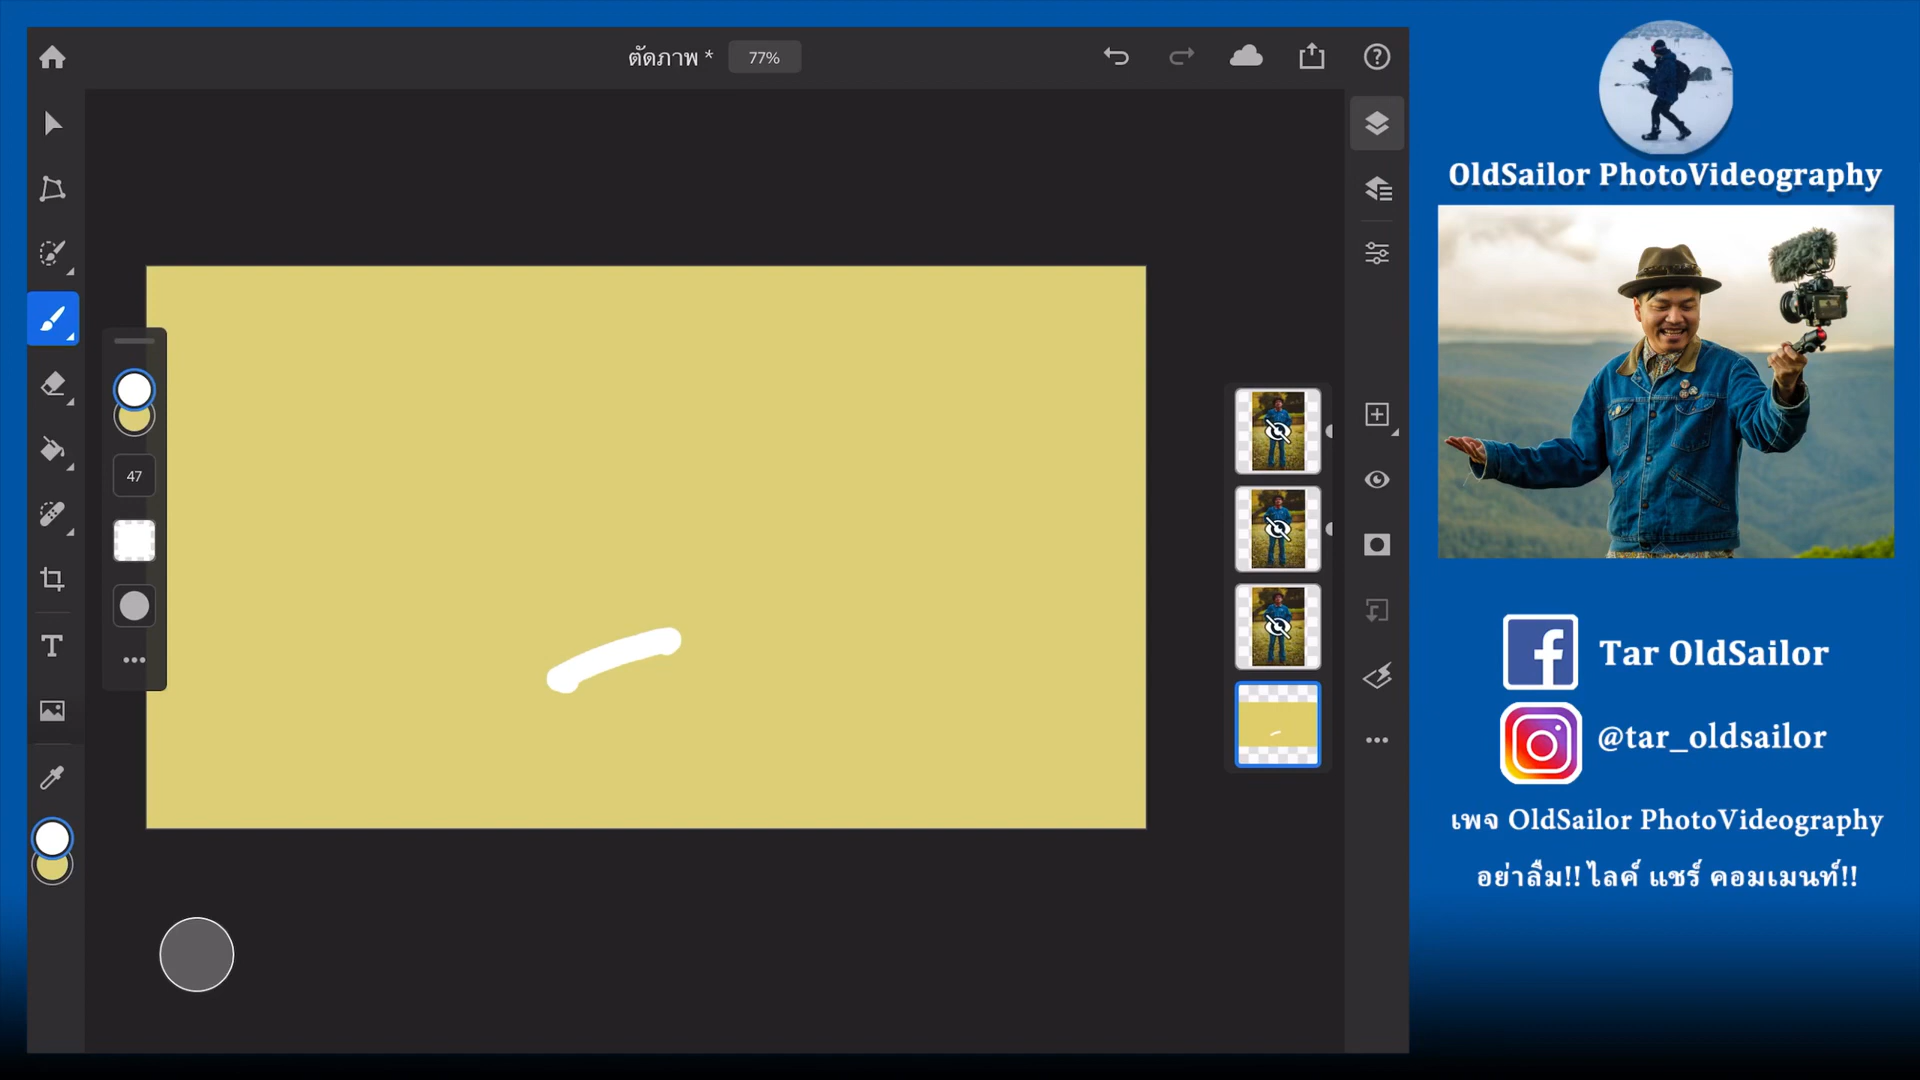 ตัดภาพ *
77%
47
OldSailor PhotoVideography
Tar OldSailor
@tar_oldsailor
เพจ OldSailor PhotoVideography
อย่าลืม!! ไลค์ แชร์ คอมเมนท์!!